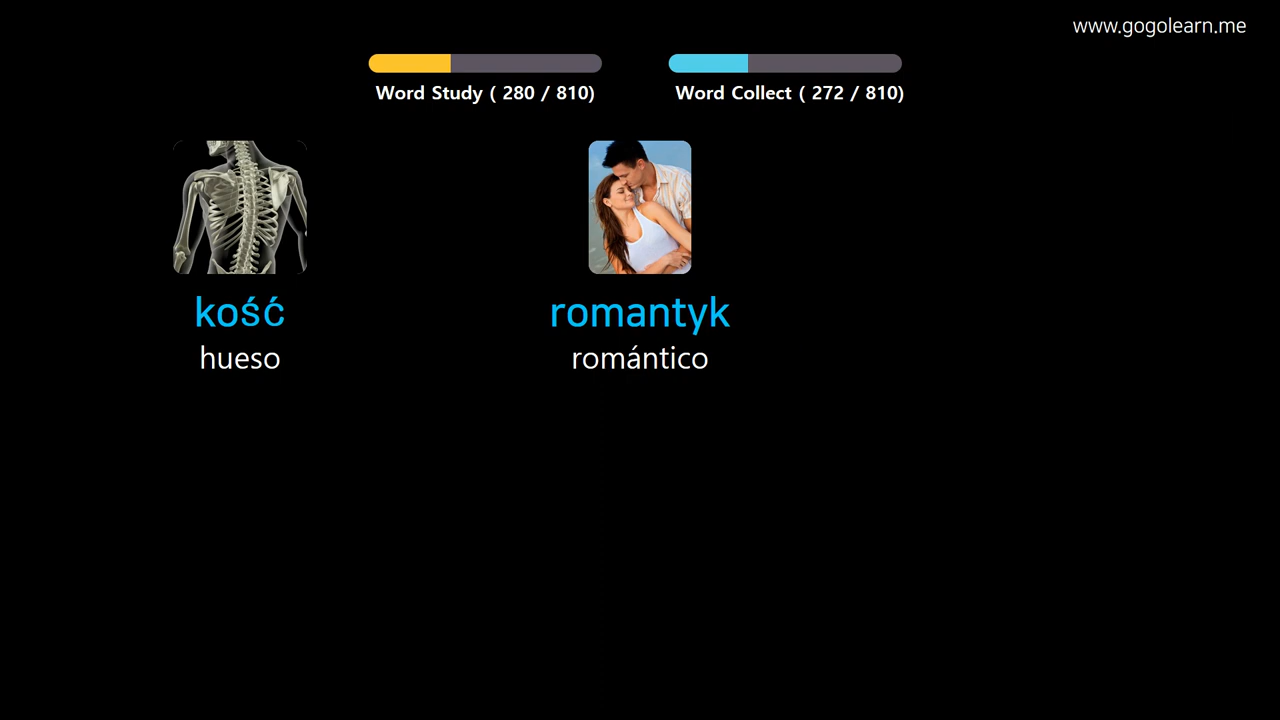 www.gogolearn.me
Word Study ( 280 / 810)
Word Collect ( 272 / 810)
kość
romantyk
hueso
romántico